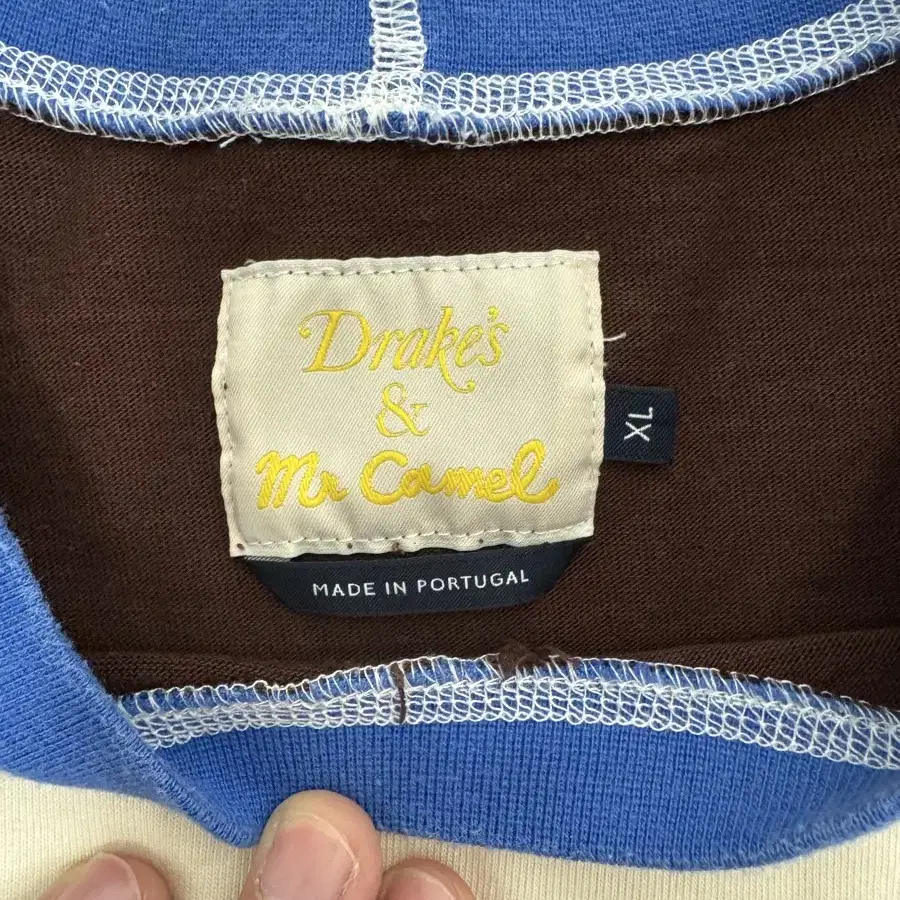 Drake's
&
Mr Camel
XL
MADE IN PORTUGAL